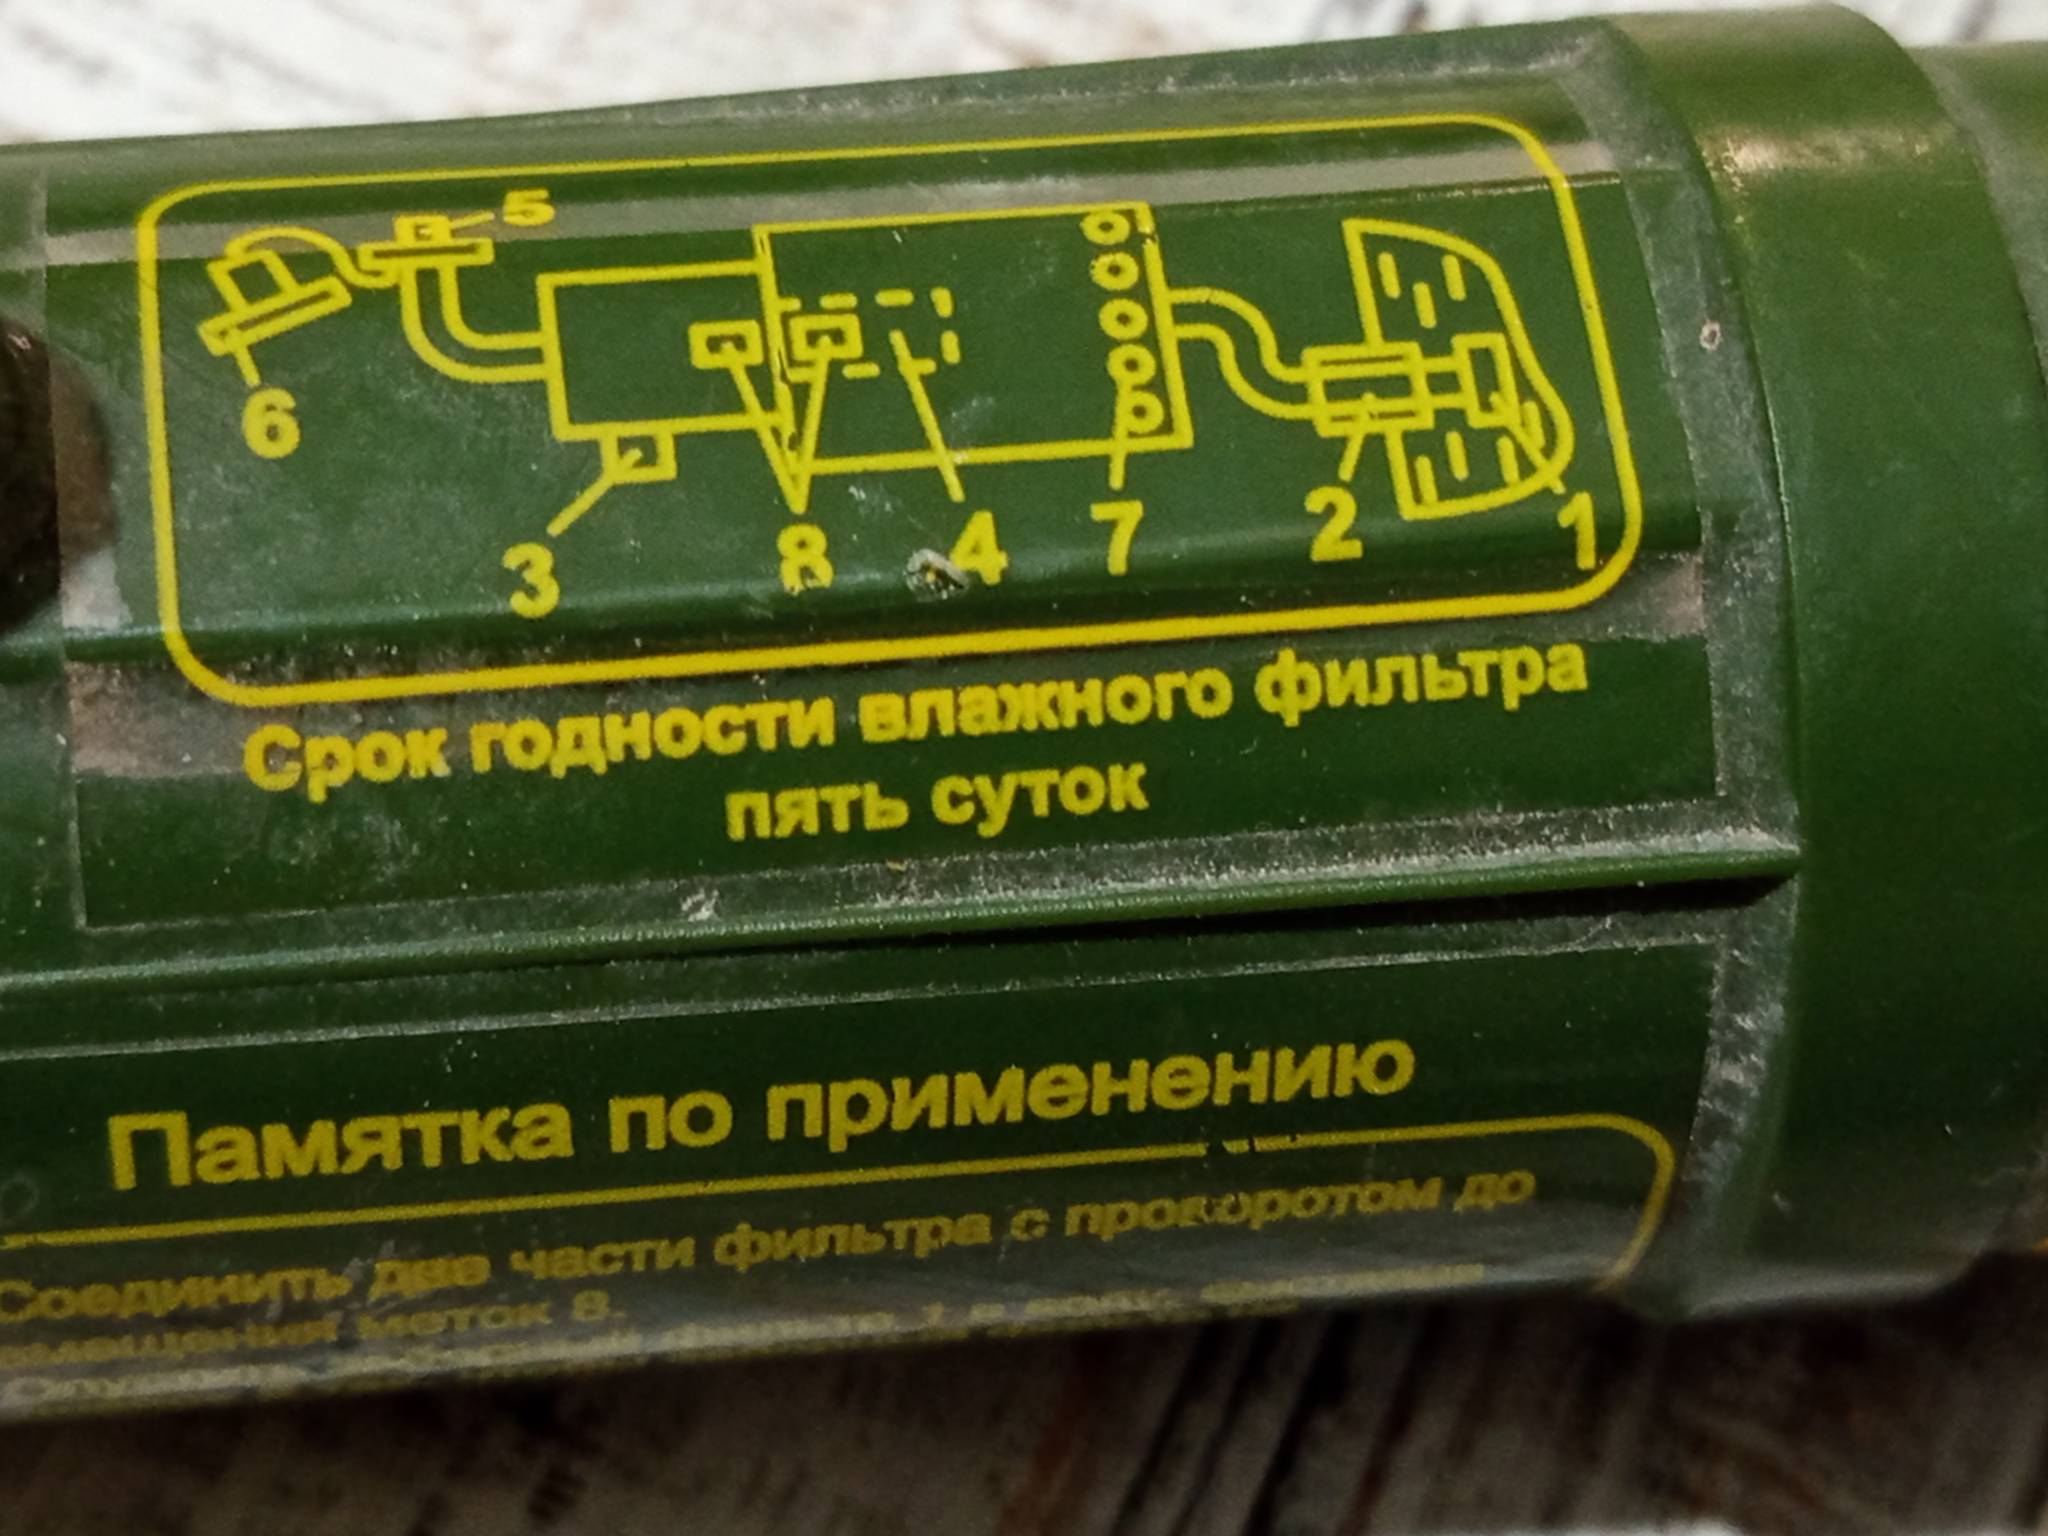 5
6
3 8 4 7 2 1
Срок годности влажного фильтра
пять суток
Памятка по применению
Соединить две части фильтра с проворотом до
меток 8.